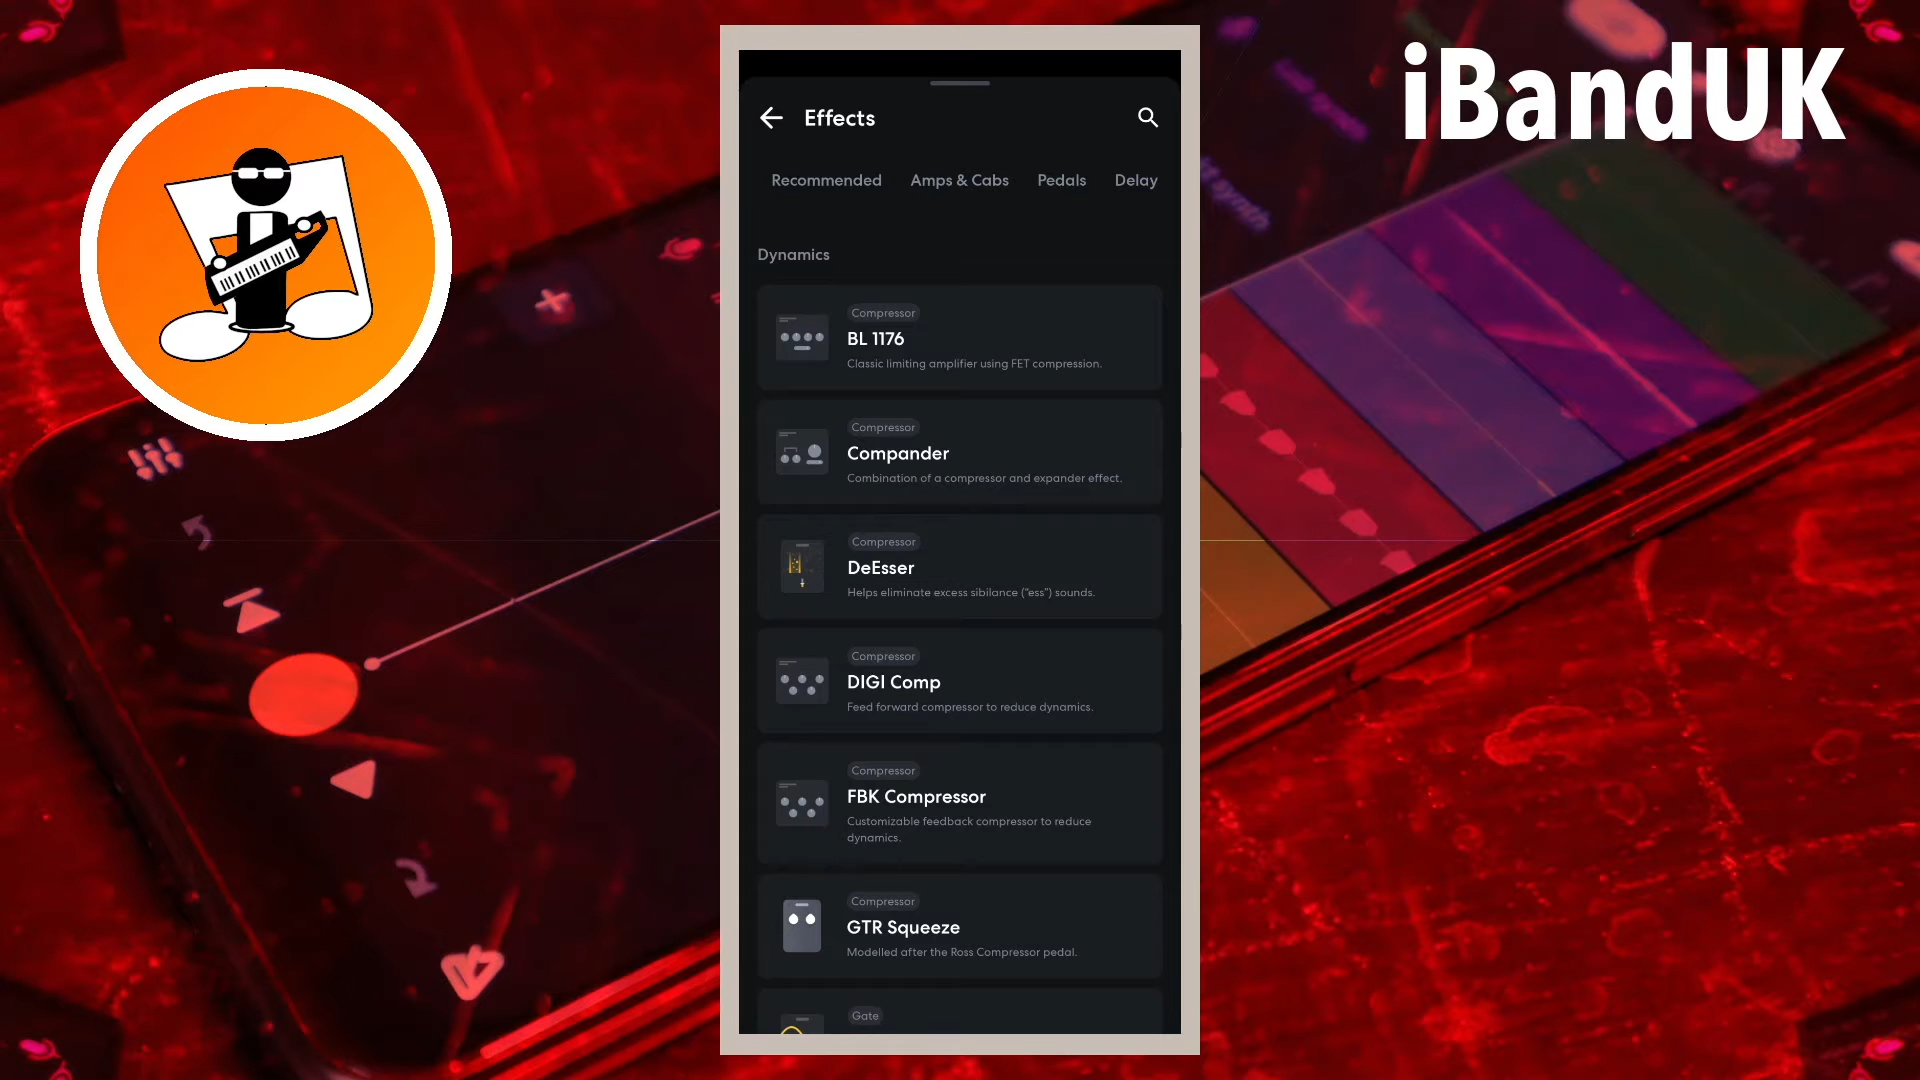 iBandUK
Effects
Recommended Amps & Cabs Pedals Delay
Dynamics
Compressor
BL 1176
Classic limiting amplifier using FET compression.
Compressor
Compander
Combination of a compressor and expander effect.
Compressor
DeEsser
Helps eliminate excess sibilance ("ess") sounds.
Compressor
DIGI Comp
Feed forward compressor to reduce dynamics.
Compressor
FBK Compressor
Customizable feedback compressor to reduce
dynamics.
Compressor
GTR Squeeze
Modelled after the Ross Compressor pedal.
Gate